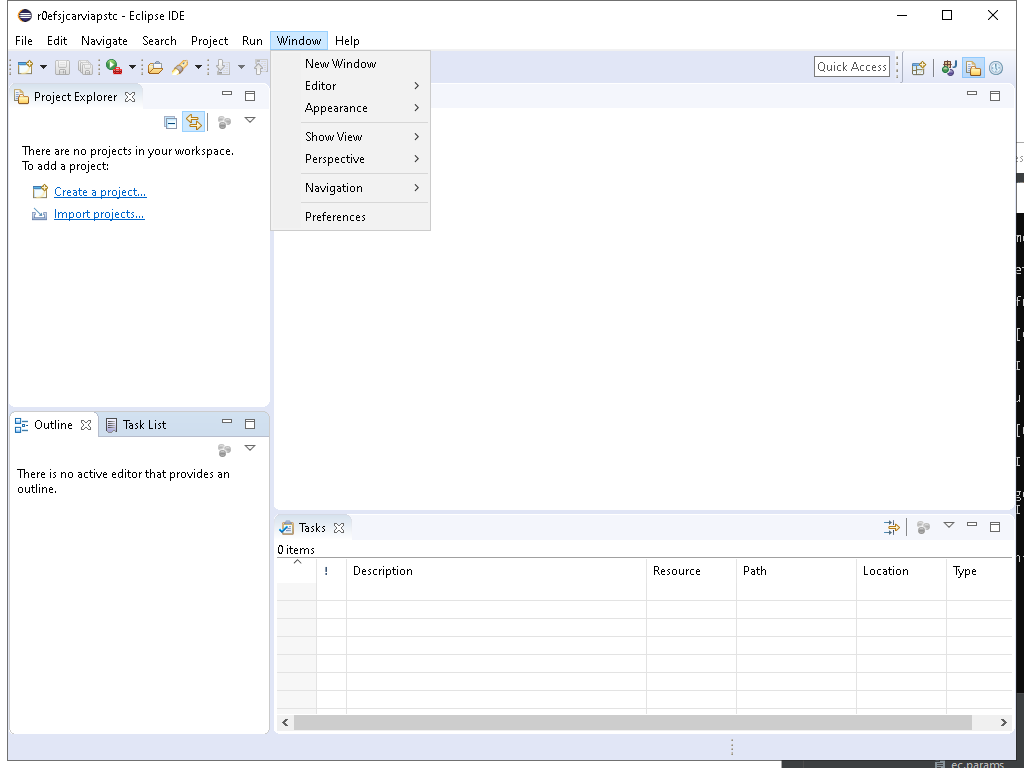 r0efsjcarviapstc - Eclipse IDE
File Edit Navigate Search Project Run Window Help
New Window
Editor
Appearance
Show View
Perspective
Navigation
Preferences
Quick Access
Project Explorer
There are no projects in your workspace.
To add a project:
Create a project...
Import projects...
Outline
Task List
There is no active editor that provides an
outline.
Tasks
0 items
! Description Resource Path Location Type
ec.params